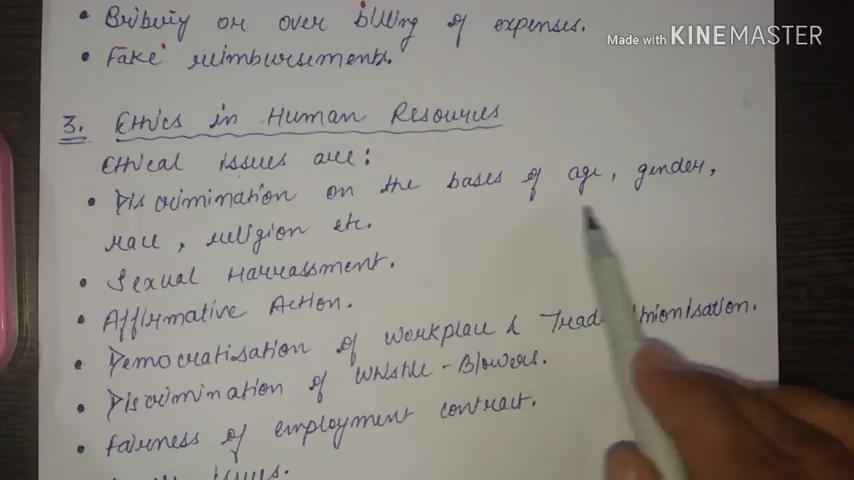 • Bribery or over billing of expenses.
Made with KINEMASTER
• Fake reimbursements.
3. Ethics in Human Resources
Ethical issues are:
• Discrimination on the bases of age, gender,
race, religion etc.
• Sexual Harrassment.
• Affirmative Action.
• Democratisation of workplace & Trade Unionisation.
• Discrimination of Whistle-Blowers.
• Fairness of employment contract.
issues.